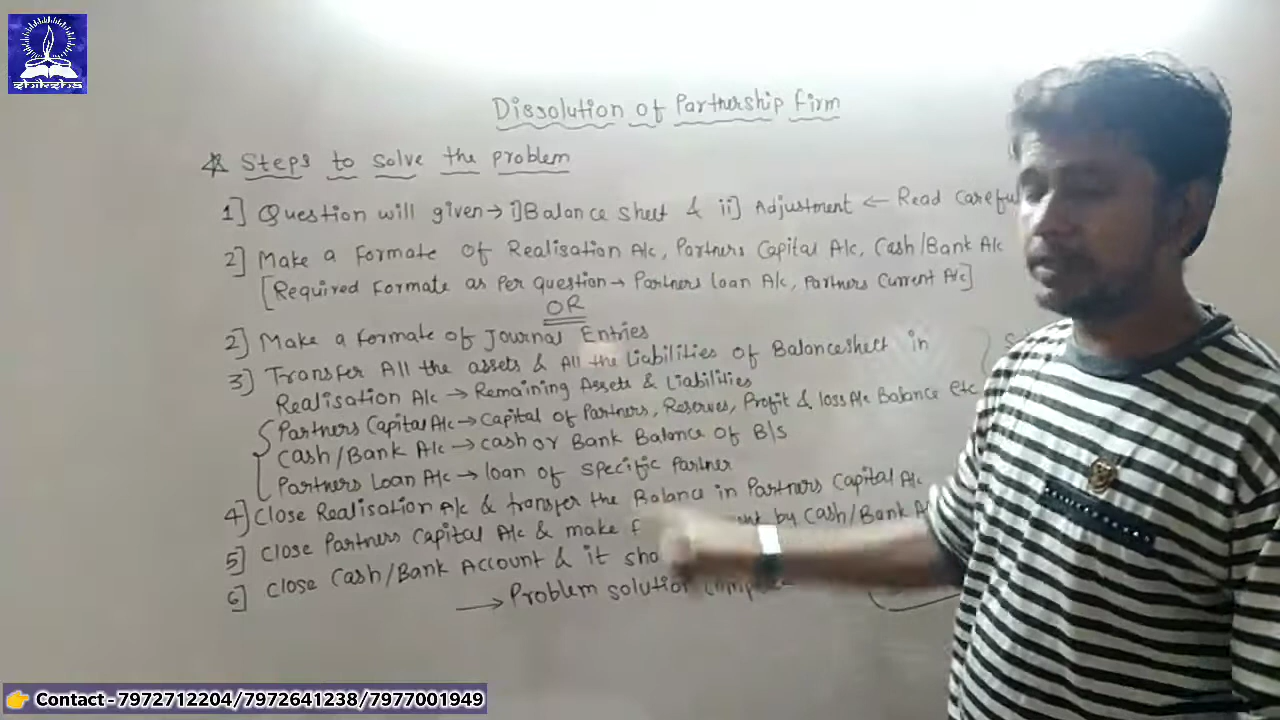 shiksha
Dissolution of Partnership Firm
☆ Steps to solve the problem
1] Question will given → i] Balance sheet & ii] Adjustment ← Read
2] Make a Formate of Realisation A/c, Partners Capital A/c, Cash/Bank A/c
[Required Formate as Per question → Partners Loan A/c, Partners Current A/c]
OR
2] Make a Formate of Journal Entries
3] Transfer All the assets & All the Liabilities of Balancesheet in
Realisation A/c → Remaining Assets & Liabilities
Partners Capital A/c → Capital of Partners, Reserves, Profit & loss A/c Balance etc
Cash/Bank A/c → cash or Bank Balance of B/s
Partners Loan A/c → loan of specific Partner
4] Close Realisation A/c & transfer the Balance in Partners Capital A/c
5] Close Partners Capital A/c & make by Cash/Bank
6] Close Cash/Bank Account & it
→ Problem solution
👉 Contact - 7972712204/7972641238/7977001949